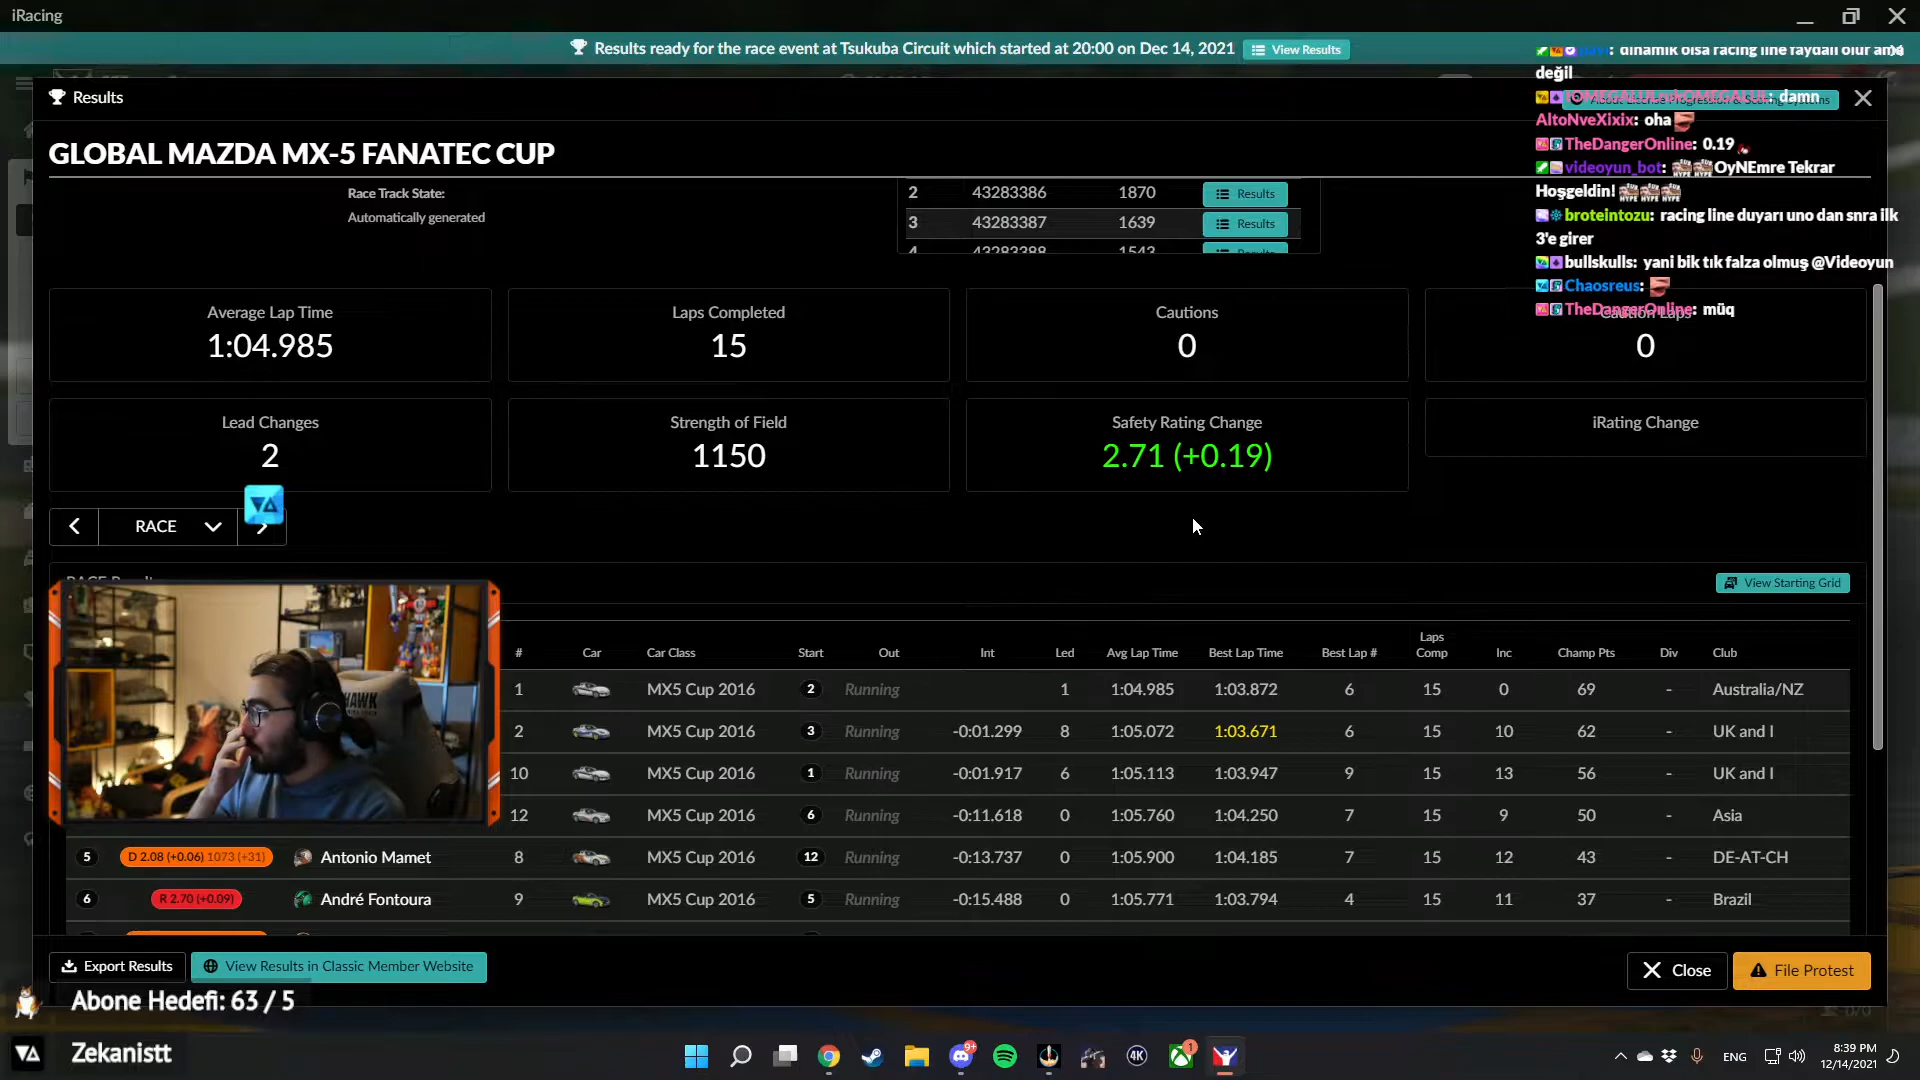 iRacing
Results ready for the race event at Tsukuba Circuit which started at 20:00 on Dec 14, 2021
View Results
Results
GLOBAL MAZDA MX-5 FANATEC CUP
Race Track State:
Automatically generated
2 43283386 1870 Results
3 43283387 1639 Results
4 43283388 1543 Results
: dinamik olsa racing line faydalı olur ama
değil
: damn
AltoNveXixix: oha
TheDangerOnline: 0.19
videoyun_bot: OyNEmre Tekrar
Hoşgeldin!
broteintozu: racing line duyarı uno dan snra ilk
3'e girer
bullskulls: yani bik tık falza olmuş @Videoyun
Chaosreus:
TheDangerOnline: müq
Average Lap Time
1:04.985
Laps Completed
15
Cautions
0
Caution Laps
0
Lead Changes
2
Strength of Field
1150
Safety Rating Change
2.71 (+0.19)
iRating Change
RACE
RACE Results
View Starting Grid
# Car Car Class Start Out Int Led Avg Lap Time Best Lap Time Best Lap # Laps Comp Inc Champ Pts Div Club
1 MX5 Cup 2016 2 Running 1 1:04.985 1:03.872 6 15 0 69 - Australia/NZ
2 MX5 Cup 2016 3 Running -0:01.299 8 1:05.072 1:03.671 6 15 10 62 - UK and I
10 MX5 Cup 2016 1 Running -0:01.917 6 1:05.113 1:03.947 9 15 13 56 - UK and I
12 MX5 Cup 2016 6 Running -0:11.618 0 1:05.760 1:04.250 7 15 9 50 - Asia
5 D 2.08 (+0.06) 1073 (+31) Antonio Mamet 8 MX5 Cup 2016 12 Running -0:13.737 0 1:05.900 1:04.185 7 15 12 43 - DE-AT-CH
6 R 2.70 (+0.09) André Fontoura 9 MX5 Cup 2016 5 Running -0:15.488 0 1:05.771 1:03.794 4 15 11 37 - Brazil
Export Results
View Results in Classic Member Website
Close
File Protest
Abone Hedefi: 63 / 5
Zekanistt
9+
4K
1
ENG
8:39 PM
12/14/2021